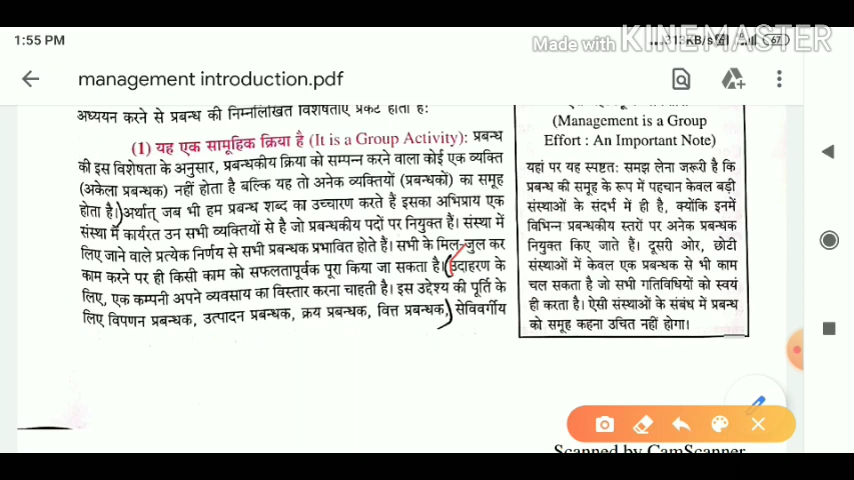 1:55 PM
Made with KINEMASTER
313KB/s
67
management introduction.pdf
अध्ययन करने से प्रबन्ध की निम्नलिखित विशेषताएं प्रकट होती हैं:
(1) यह एक सामूहिक क्रिया है (It is a Group Activity): प्रबन्ध
की इस विशेषता के अनुसार, प्रबन्धकीय क्रिया को सम्पन्न करने वाला कोई एक व्यक्ति
(अकेला प्रबन्धक) नहीं होता है बल्कि यह तो अनेक व्यक्तियों (प्रबन्धकों) का समूह
होता है। अर्थात् जब भी हम प्रबन्ध शब्द का उच्चारण करते हैं इसका अभिप्राय एक
संस्था में कार्यरत उन सभी व्यक्तियों से है जो प्रबन्धकीय पदों पर नियुक्त हैं। संस्था में
लिए जाने वाले प्रत्येक निर्णय से सभी प्रबन्धक प्रभावित होते हैं। सभी के मिल-जुल कर
काम करने पर ही किसी काम को सफलतापूर्वक पूरा किया जा सकता है। उदाहरण के
लिए, एक कम्पनी अपने व्यवसाय का विस्तार करना चाहती है। इस उद्देश्य की पूर्ति के
लिए विपणन प्रबन्धक, उत्पादन प्रबन्धक, क्रय प्रबन्धक, वित्त प्रबन्धक, सेविवर्गीय
(Management is a Group
Effort : An Important Note)
यहां पर यह स्पष्टत: समझ लेना जरूरी है कि
प्रबन्ध की समूह के रूप में पहचान केवल बड़ी
संस्थाओं के संदर्भ में ही है, क्योंकि इनमें
विभिन्न प्रबन्धकीय स्तरों पर अनेक प्रबन्धक
नियुक्त किए जाते हैं। दूसरी ओर, छोटी
संस्थाओं में केवल एक प्रबन्धक से भी काम
चल सकता है जो सभी गतिविधियों को स्वयं
ही करता है। ऐसी संस्थाओं के संबंध में प्रबन्ध
को समूह कहना उचित नहीं होगा।
Scanned by CamScanner